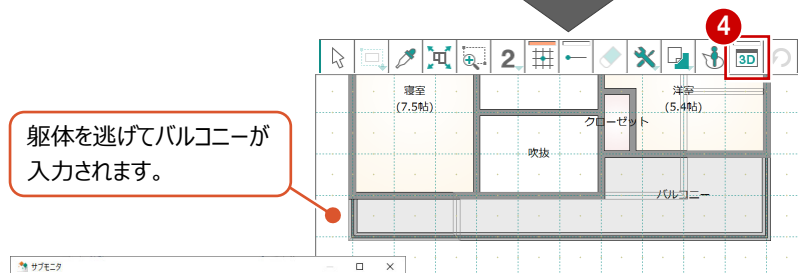 4
2
3D
寝室
(7.5帖)
洋室
(5.4帖)
クローゼット
吹抜
バルコニー
躯体を逃げてバルコニーが
入力されます。
サブモニタ